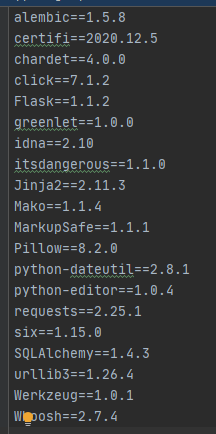 alembic==1.5.8
certifi==2020.12.5
chardet==4.0.0
click==7.1.2
Flask==1.1.2
greenlet==1.0.0
idna==2.10
itsdangerous==1.1.0
Jinja2==2.11.3
Mako==1.1.4
MarkupSafe==1.1.1
Pillow==8.2.0
python-dateutil==2.8.1
python-editor==1.0.4
requests==2.25.1
six==1.15.0
SQLAlchemy==1.4.3
urllib3==1.26.4
Werkzeug==1.0.1
Whoosh==2.7.4